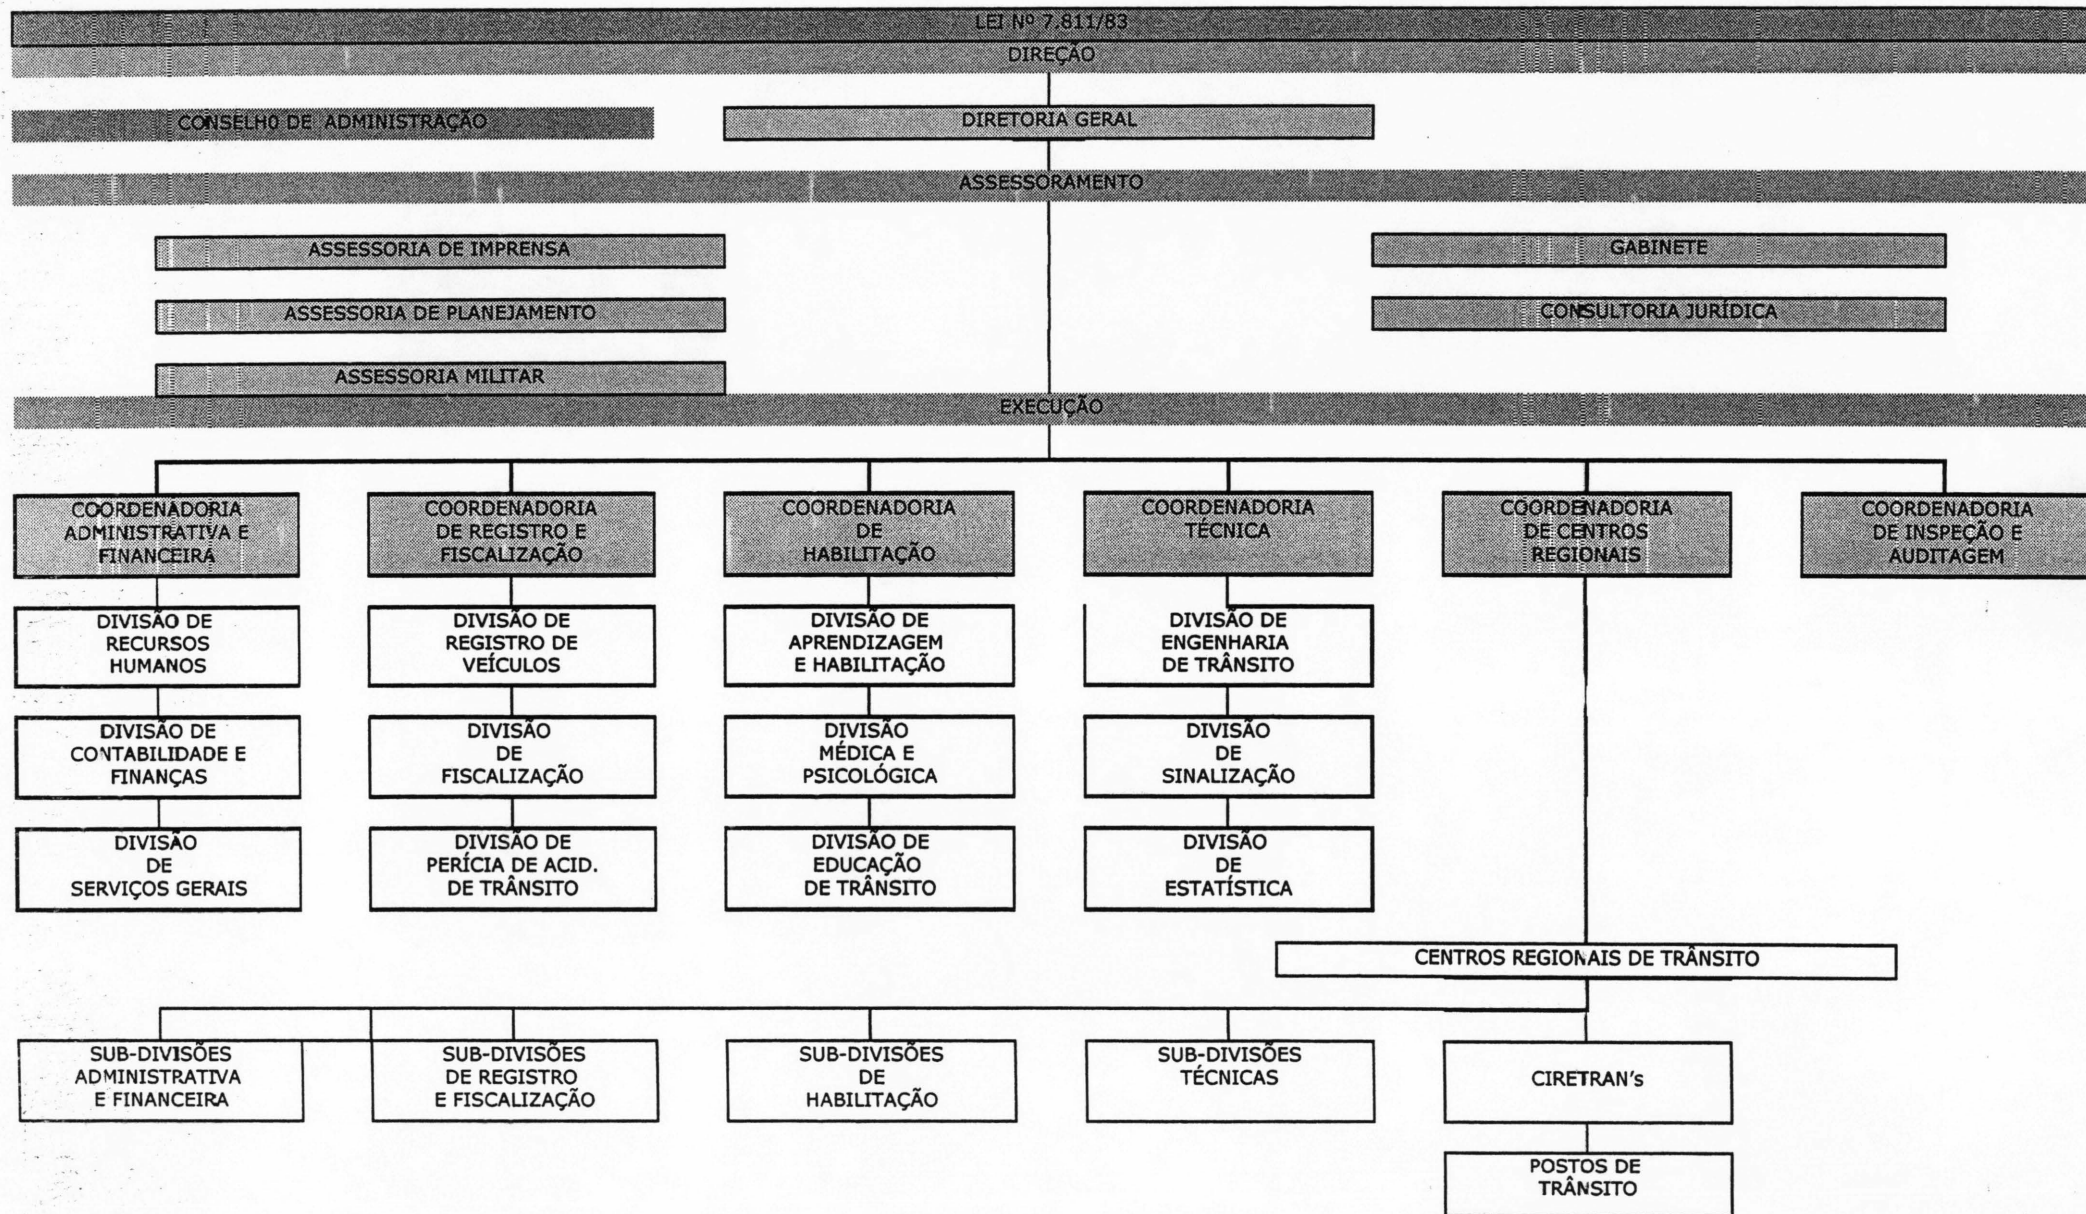 LEI Nº 7.811/83
DIREÇÃO
CONSELHO DE ADMINISTRAÇÃO
DIRETORIA GERAL
ASSESSORAMENTO
ASSESSORIA DE IMPRENSA
GABINETE
ASSESSORIA DE PLANEJAMENTO
CONSULTORIA JURÍDICA
ASSESSORIA MILITAR
EXECUÇÃO
COORDENADORIA
ADMINISTRATIVA E
FINANCEIRA
COORDENADORIA
DE REGISTRO E
FISCALIZAÇÃO
COORDENADORIA
DE
HABILITAÇÃO
COORDENADORIA
TÉCNICA
COORDENADORIA
DE CENTROS
REGIONAIS
COORDENADORIA
DE INSPEÇÃO E
AUDITAGEM
DIVISÃO DE
RECURSOS
HUMANOS
DIVISÃO DE
REGISTRO DE
VEÍCULOS
DIVISÃO DE
APRENDIZAGEM
E HABILITAÇÃO
DIVISÃO DE
ENGENHARIA
DE TRÂNSITO
DIVISÃO DE
CONTABILIDADE E
FINANÇAS
DIVISÃO
DE
FISCALIZAÇÃO
DIVISÃO
MÉDICA E
PSICOLÓGICA
DIVISÃO
DE
SINALIZAÇÃO
DIVISÃO
DE
SERVIÇOS GERAIS
DIVISÃO DE
PERÍCIA DE ACID.
DE TRÂNSITO
DIVISÃO DE
EDUCAÇÃO
DE TRÂNSITO
DIVISÃO
DE
ESTATÍSTICA
CENTROS REGIONAIS DE TRÂNSITO
SUB-DIVISÕES
ADMINISTRATIVA
E FINANCEIRA
SUB-DIVISÕES
DE REGISTRO
E FISCALIZAÇÃO
SUB-DIVISÕES
DE
HABILITAÇÃO
SUB-DIVISÕES
TÉCNICAS
CIRETRAN's
POSTOS DE
TRÂNSITO